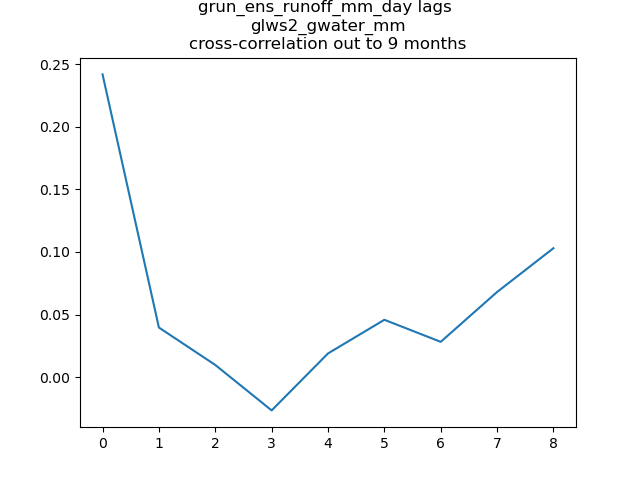 grun_ens_runoff_mm_day lags
glws2_gwater_mm
cross-correlation out to 9 months
0.25
0.20
0.15
0.10
0.05
0.00
0 1 2 3 4 5 6 7 8